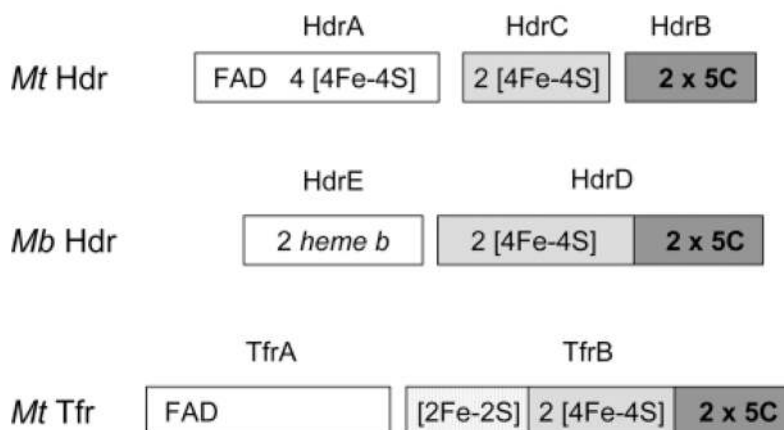 HdrA HdrC HdrB
Mt Hdr FAD 4 [4Fe-4S] 2 [4Fe-4S] 2 x 5C
HdrE HdrD
Mb Hdr 2 heme b 2 [4Fe-4S] 2 x 5C
TfrA TfrB
Mt Tfr FAD [2Fe-2S] 2 [4Fe-4S] 2 x 5C